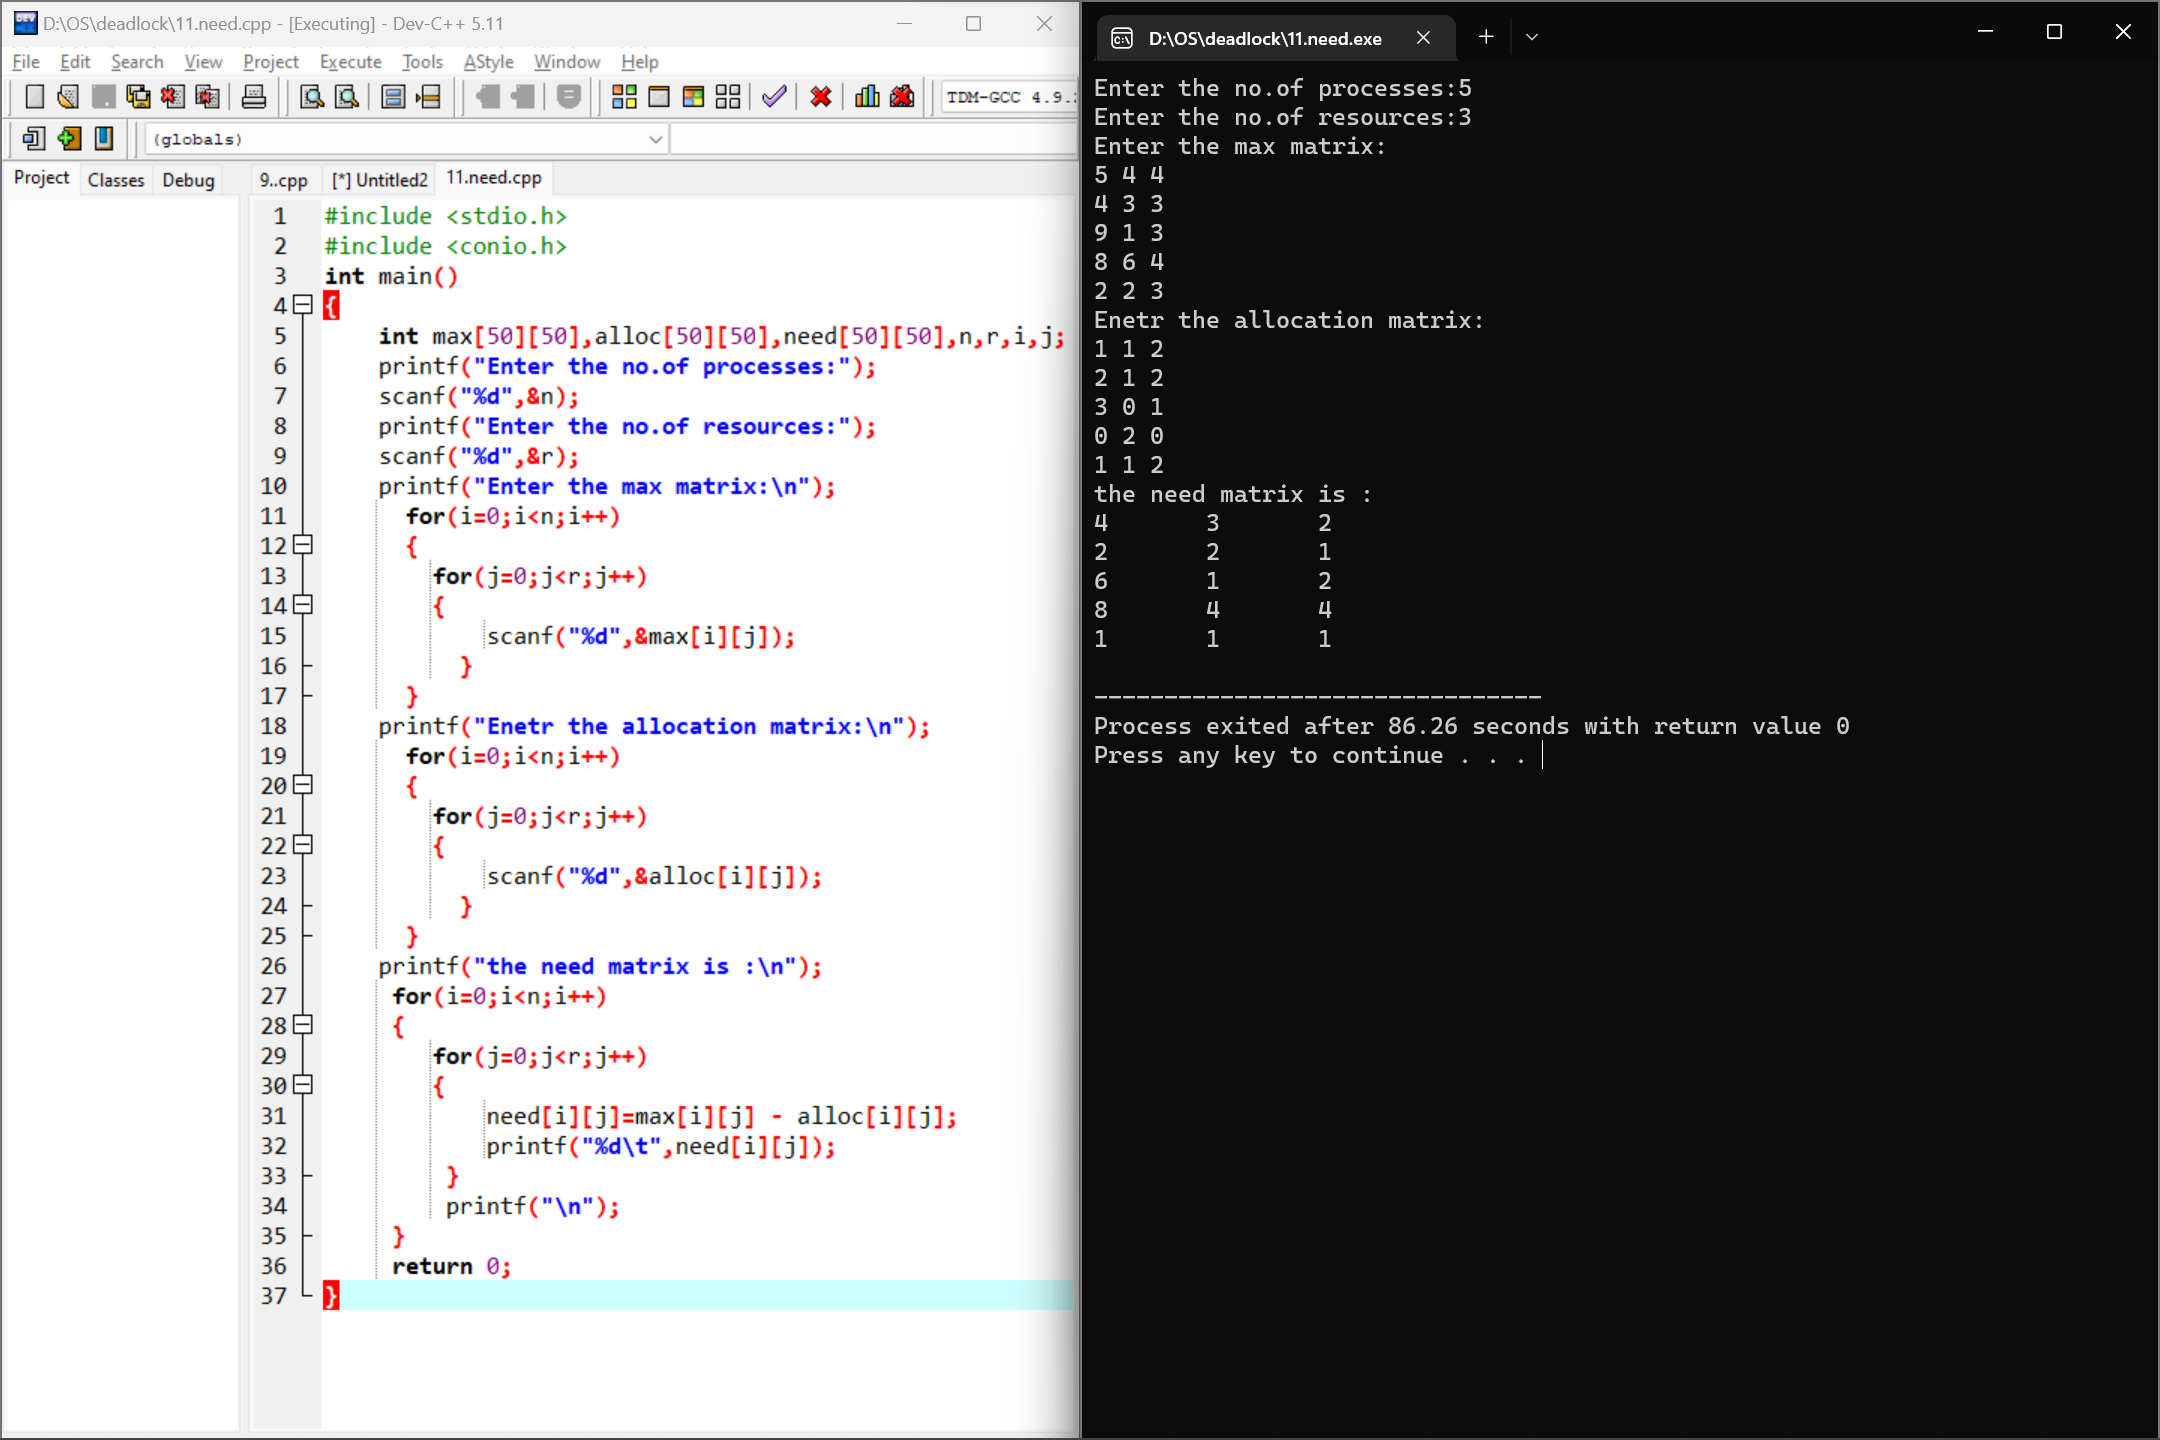 D:\OS\deadlock\11.need.cpp - [Executing] - Dev-C++ 5.11
File Edit Search View Project Execute Tools AStyle Window Help
TDM-GCC 4.9.
(globals)
Project Classes Debug 9..cpp [*] Untitled2 11.need.cpp
1 #include <stdio.h>
2 #include <conio.h>
3 int main()
4 {
5 int max[50][50],alloc[50][50],need[50][50],n,r,i,j;
6 printf("Enter the no.of processes:");
7 scanf("%d",&n);
8 printf("Enter the no.of resources:");
9 scanf("%d",&r);
10 printf("Enter the max matrix:\n");
11 for(i=0;i<n;i++)
12 {
13 for(j=0;j<r;j++)
14 {
15 scanf("%d",&max[i][j]);
16 }
17 }
18 printf("Enetr the allocation matrix:\n");
19 for(i=0;i<n;i++)
20 {
21 for(j=0;j<r;j++)
22 {
23 scanf("%d",&alloc[i][j]);
24 }
25 }
26 printf("the need matrix is :\n");
27 for(i=0;i<n;i++)
28 {
29 for(j=0;j<r;j++)
30 {
31 need[i][j]=max[i][j] - alloc[i][j];
32 printf("%d\t",need[i][j]);
33 }
34 printf("\n");
35 }
36 return 0;
37 }
D:\OS\deadlock\11.need.exe
Enter the no.of processes:5
Enter the no.of resources:3
Enter the max matrix:
5 4 4
4 3 3
9 1 3
8 6 4
2 2 3
Enetr the allocation matrix:
1 1 2
2 1 2
3 0 1
0 2 0
1 1 2
the need matrix is :
4 3 2
2 2 1
6 1 2
8 4 4
1 1 1
--------------------------------
Process exited after 86.26 seconds with return value 0
Press any key to continue . . .